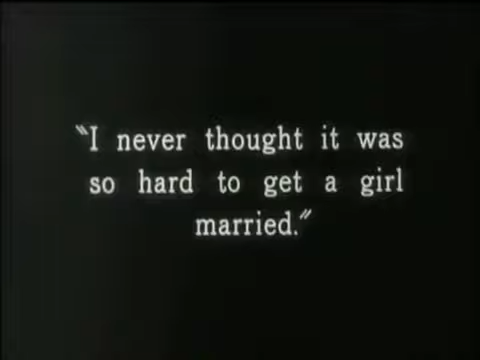 "I never thought it was
so hard to get a girl
married."